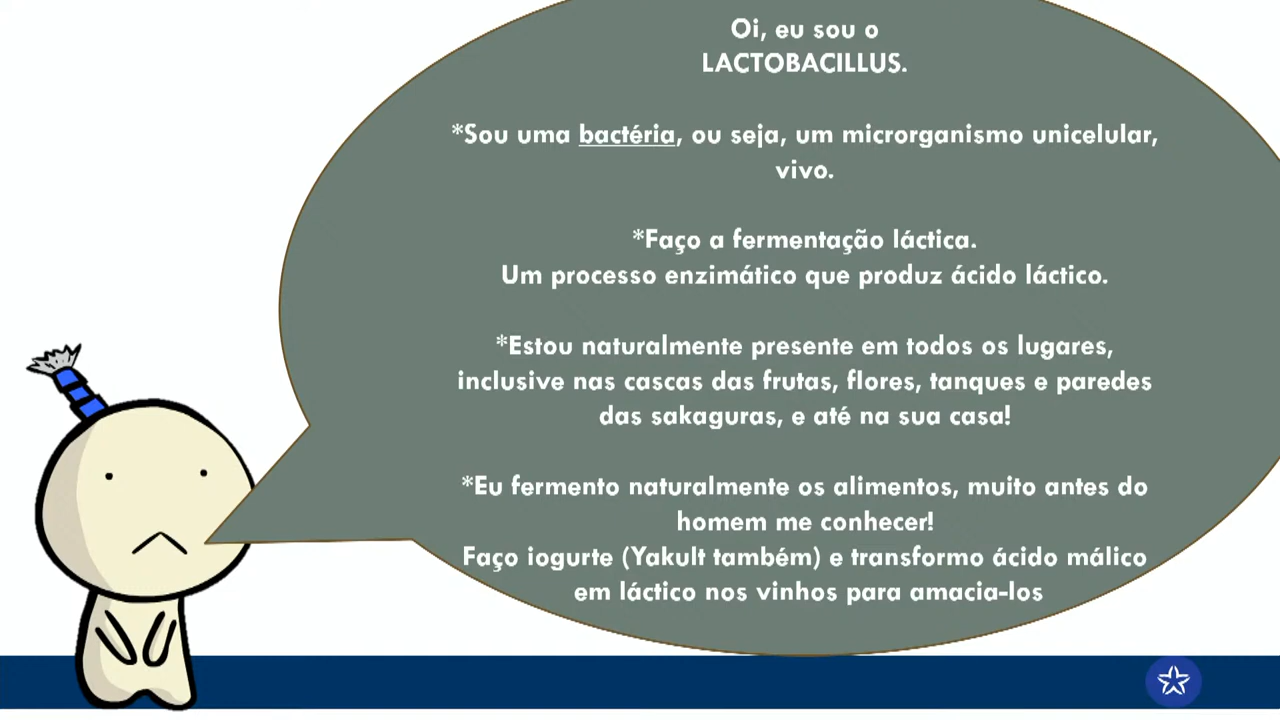 Oi, eu sou o
LACTOBACILLUS.
*Sou uma bactéria, ou seja, um microrganismo unicelular,
vivo.
*Faço a fermentação láctica.
Um processo enzimático que produz ácido láctico.
*Estou naturalmente presente em todos os lugares,
inclusive nas cascas das frutas, flores, tanques e paredes
das sakaguras, e até na sua casa!
*Eu fermento naturalmente os alimentos, muito antes do
homem me conhecer!
Faço iogurte (Yakult também) e transformo ácido málico
em láctico nos vinhos para amacia-los